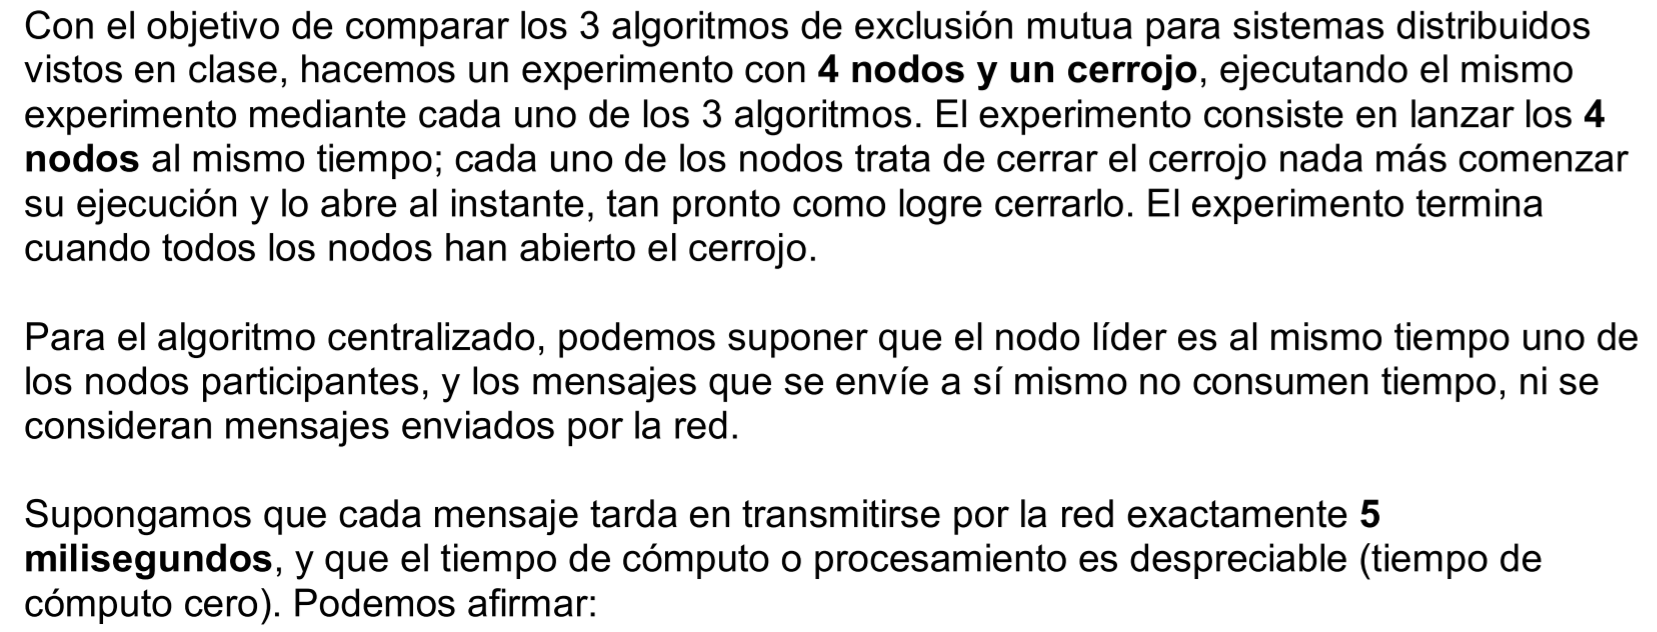 Con el objetivo de comparar los 3 algoritmos de exclusión mutua para sistemas distribuidos
vistos en clase, hacemos un experimento con 4 nodos y un cerrojo, ejecutando el mismo
experimento mediante cada uno de los 3 algoritmos. El experimento consiste en lanzar los 4
nodos al mismo tiempo; cada uno de los nodos trata de cerrar el cerrojo nada más comenzar
su ejecución y lo abre al instante, tan pronto como logre cerrarlo. El experimento termina
cuando todos los nodos han abierto el cerrojo.
Para el algoritmo centralizado, podemos suponer que el nodo líder es al mismo tiempo uno de
los nodos participantes, y los mensajes que se envíe a sí mismo no consumen tiempo, ni se
consideran mensajes enviados por la red.
Supongamos que cada mensaje tarda en transmitirse por la red exactamente 5
milisegundos, y que el tiempo de cómputo o procesamiento es despreciable (tiempo de
cómputo cero). Podemos afirmar: